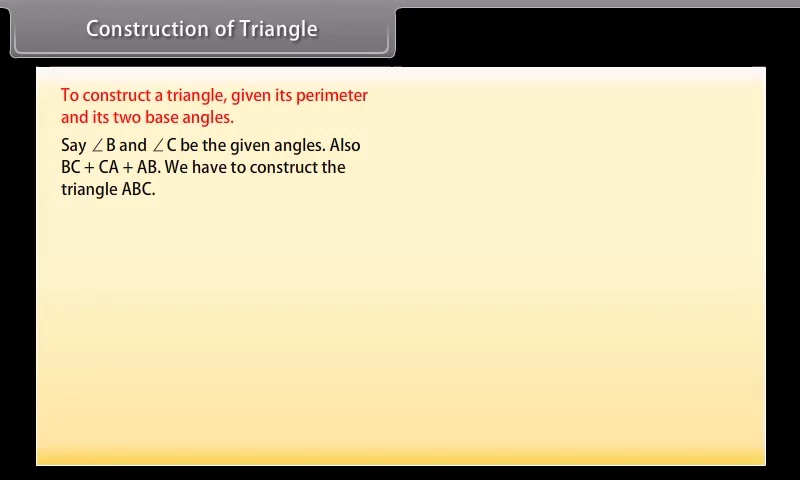 Construction of Triangle
To construct a triangle, given its perimeter
and its two base angles.
Say ∠B and ∠C be the given angles. Also
BC + CA + AB. We have to construct the
triangle ABC.